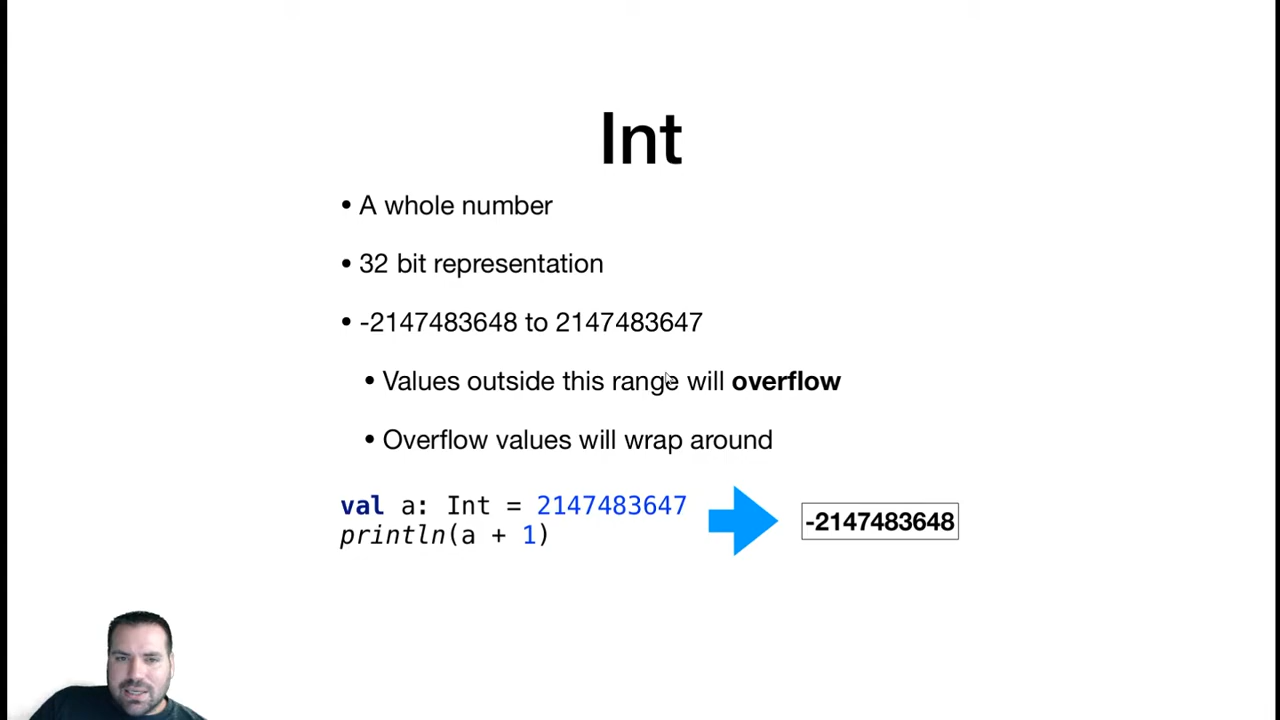 Int
• A whole number
• 32 bit representation
• -2147483648 to 2147483647
• Values outside this range will overflow
• Overflow values will wrap around
val a: Int = 2147483647
println(a + 1)
-2147483648